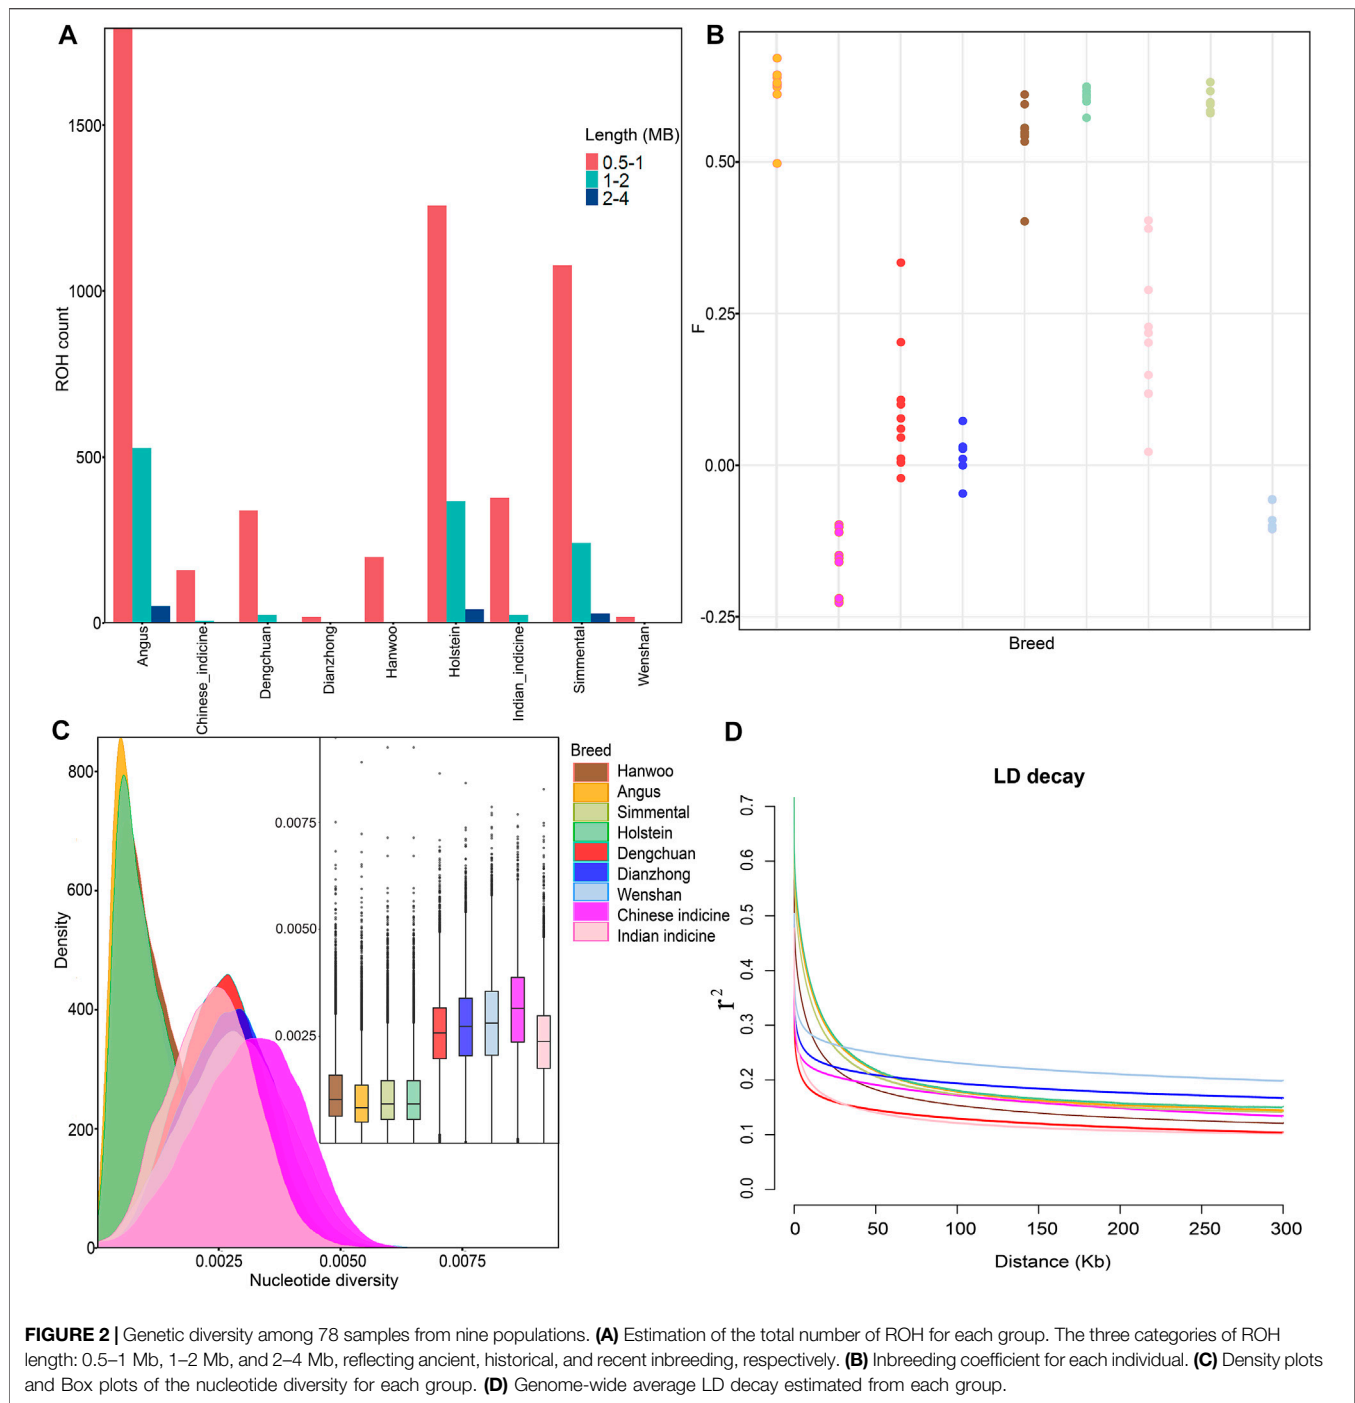 A
1500
1000
500
0
ROH count
Length (MB)
0.5-1
1-2
2-4
Angus
Chinese_indicine
Dengchuan
Dianzhong
Hanwoo
Holstein
Indian_indicine
Simmental
Wenshan
B
0.50
0.25
0.00
-0.25
F
Breed
C
800
600
400
200
0
Density
0.0075
0.0050
0.0025
0.0025
0.0050
0.0075
Nucleotide diversity
Breed
Hanwoo
Angus
Simmental
Holstein
Dengchuan
Dianzhong
Wenshan
Chinese indicine
Indian indicine
D
LD decay
0.7
0.6
0.5
0.4
0.3
0.2
0.1
0.0
r²
0
50
100
150
200
250
300
Distance (Kb)
FIGURE 2 | Genetic diversity among 78 samples from nine populations. (A) Estimation of the total number of ROH for each group. The three categories of ROH
length: 0.5–1 Mb, 1–2 Mb, and 2–4 Mb, reflecting ancient, historical, and recent inbreeding, respectively. (B) Inbreeding coefficient for each individual. (C) Density plots
and Box plots of the nucleotide diversity for each group. (D) Genome-wide average LD decay estimated from each group.